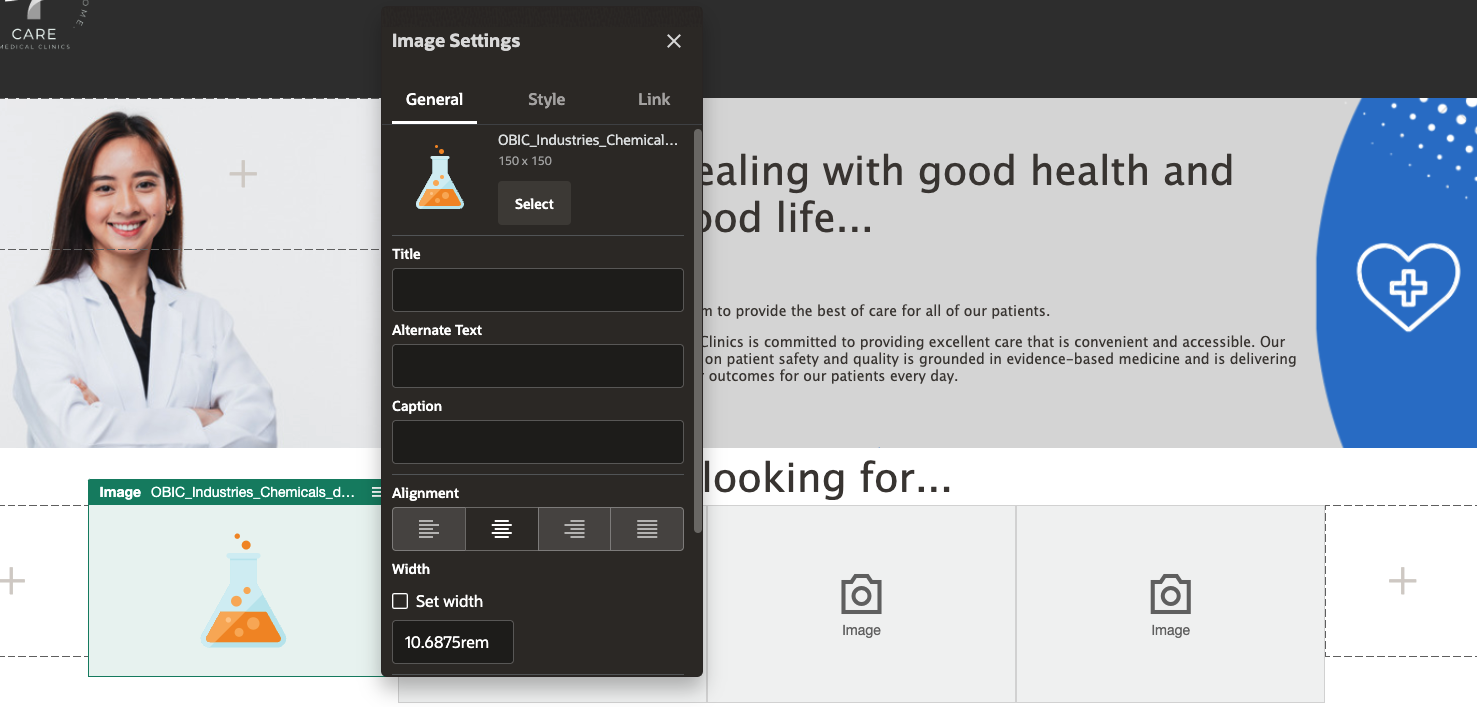 CARE
MEDICAL CLINICS
OME.
Image Settings
General
Style
Link
OBIC_Industries_Chemical...
150 x 150
Select
Title
Alternate Text
Caption
Alignment
Width
Set width
10.6875rem
ealing with good health and
ood life...
m to provide the best of care for all of our patients.
Clinics is committed to providing excellent care that is convenient and accessible. Our
on patient safety and quality is grounded in evidence-based medicine and is delivering
outcomes for our patients every day.
looking for...
Image OBIC_Industries_Chemicals_d...
Image
Image